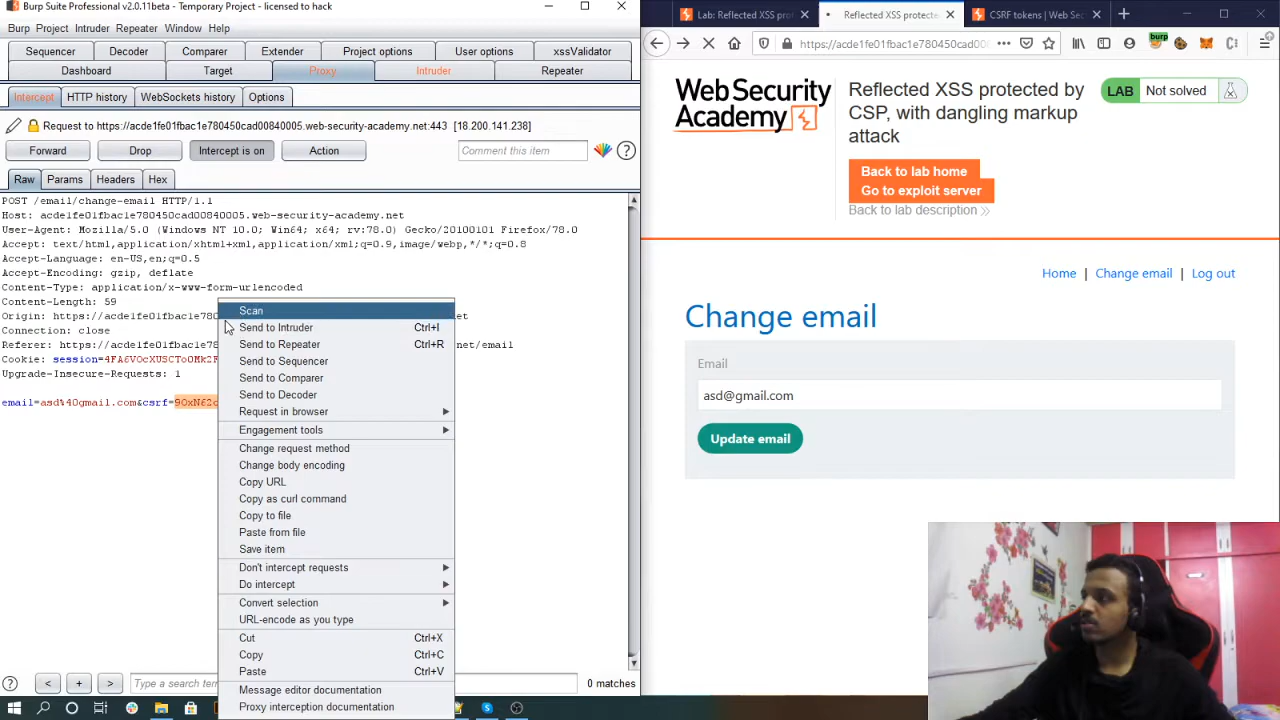 Burp Suite Professional v2.0.11beta - Temporary Project - licensed to hack
Burp Project Intruder Repeater Window Help
Sequencer Decoder Comparer Extender Project options User options xssValidator
Dashboard Target Proxy Intruder Repeater
Intercept HTTP history WebSockets history Options
Request to https://acde1fe01fbac1e780450cad00840005.web-security-academy.net:443 [18.200.141.238]
Forward Drop Intercept is on Action Comment this item ?
Raw Params Headers Hex
POST /email/change-email HTTP/1.1
Host: acde1fe01fbac1e780450cad00840005.web-security-academy.net
User-Agent: Mozilla/5.0 (Windows NT 10.0; Win64; x64; rv:78.0) Gecko/20100101 Firefox/78.0
Accept: text/html,application/xhtml+xml,application/xml;q=0.9,image/webp,*/*;q=0.8
Accept-Language: en-US,en;q=0.5
Accept-Encoding: gzip, deflate
Content-Type: application/x-www-form-urlencoded
Content-Length: 59
Origin: https://acde1fe01fbac1e780 et
Connection: close
Referer: https://acde1fe01fbac1e78 net/email
Cookie: session=
Upgrade-Insecure-Requests: 1
email=asd%40gmail.com&csrf=
Scan
Send to Intruder Ctrl+I
Send to Repeater Ctrl+R
Send to Sequencer
Send to Comparer
Send to Decoder
Request in browser
Engagement tools
Change request method
Change body encoding
Copy URL
Copy as curl command
Copy to file
Paste from file
Save item
Don't intercept requests
Do intercept
Convert selection
URL-encode as you type
Cut Ctrl+X
Copy Ctrl+C
Paste Ctrl+V
Message editor documentation
Proxy interception documentation
? < + > Type a search ter 0 matches
Lab: Reflected XSS pro Reflected XSS protecte CSRF tokens | Web Sec
https://acde1fe01fbac1e780450cad00 burp
Web Security
Academy
Reflected XSS protected by
CSP, with dangling markup
attack
LAB Not solved
Back to lab home
Go to exploit server
Back to lab description
Home | Change email | Log out
Change email
Email
asd@gmail.com
Update email